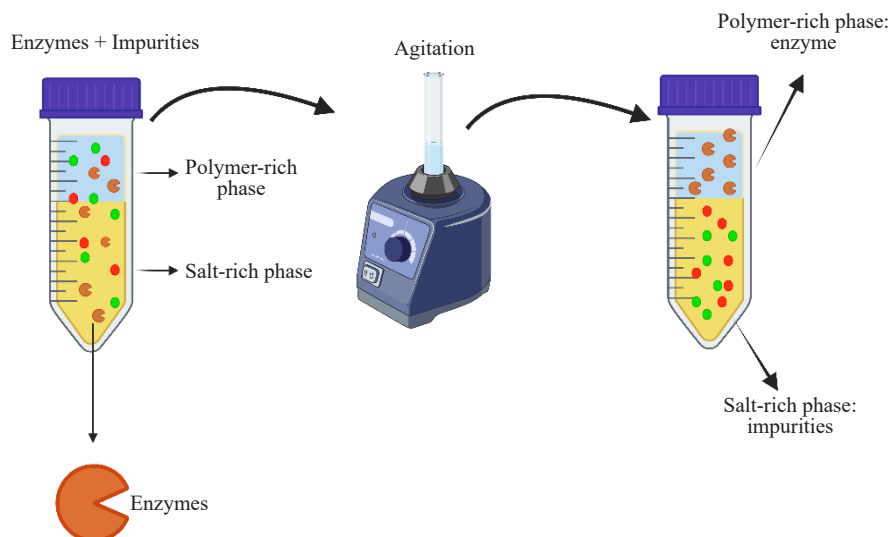 Enzymes + Impurities
Agitation
Polymer-rich phase:
enzyme
Polymer-rich
phase
Salt-rich phase
Salt-rich phase:
impurities
Enzymes